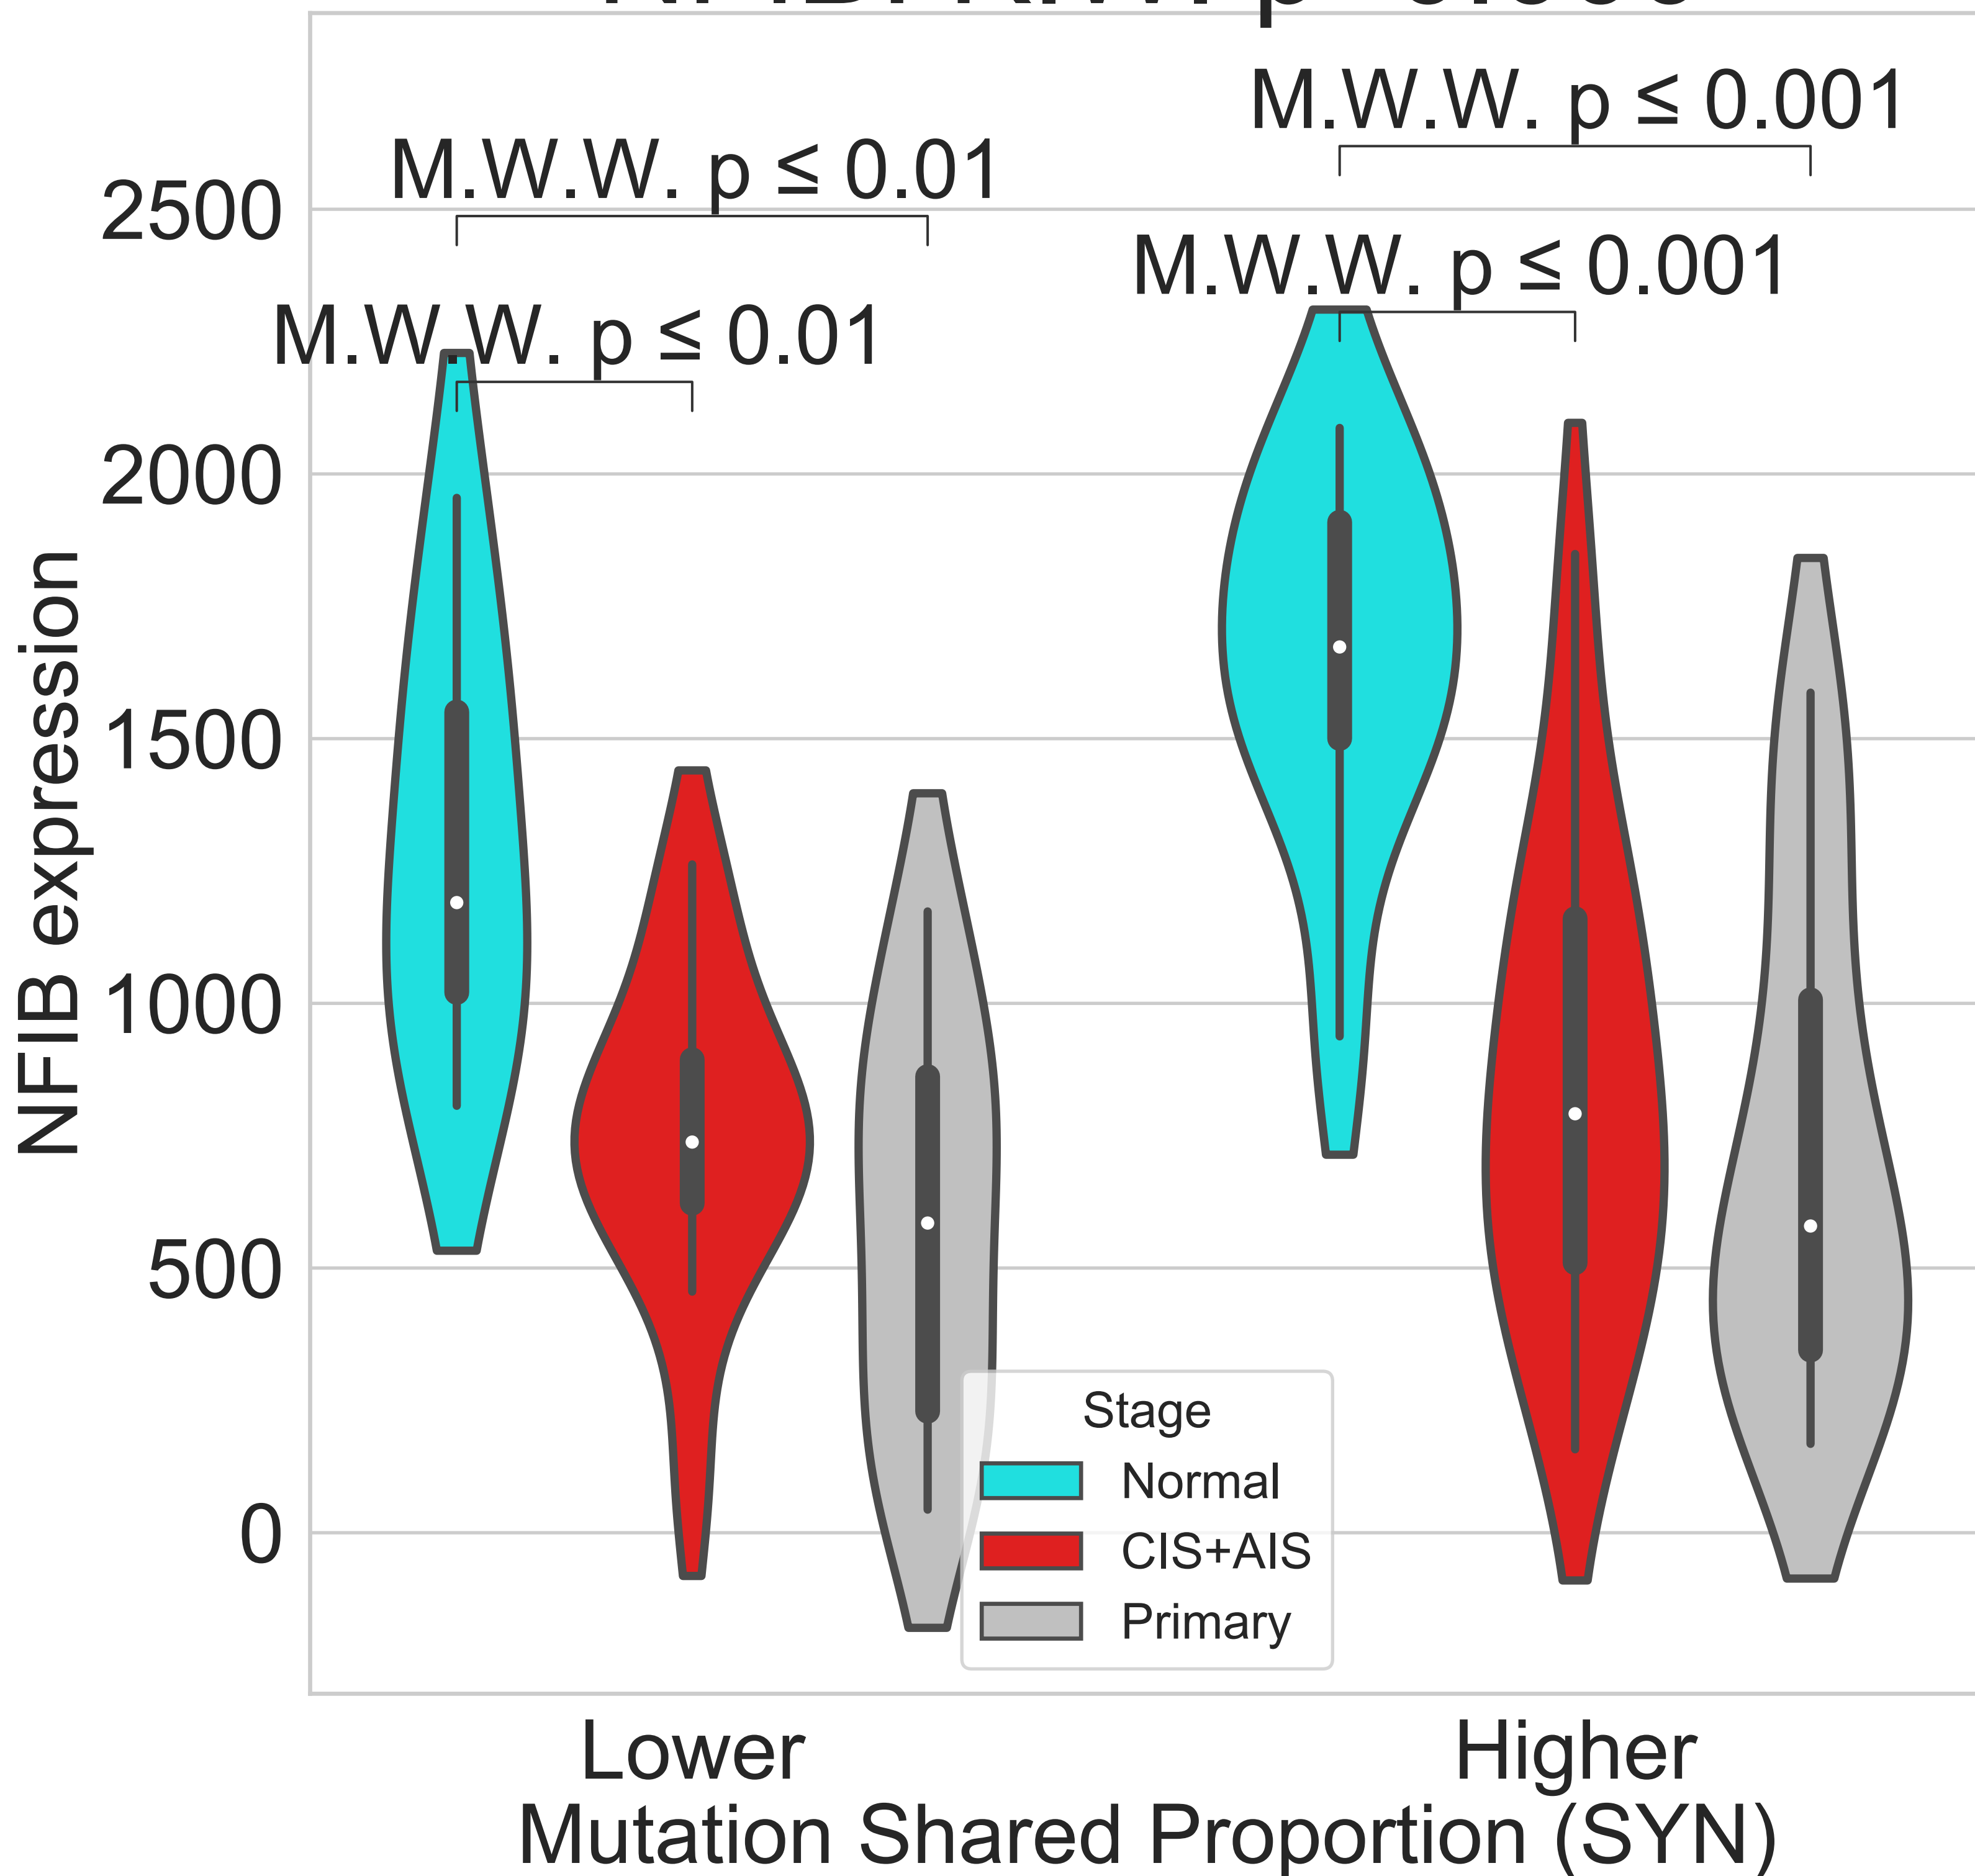 M.W.W. p ≤ 0.001
M.W.W. p ≤ 0.01
M.W.W. p ≤ 0.001
M.W.W. p ≤ 0.01
2500
2000
1500
1000
500
0
NFIB expression
Stage
Normal
CIS+AIS
Primary
Lower
Higher
Mutation Shared Proportion (SYN)